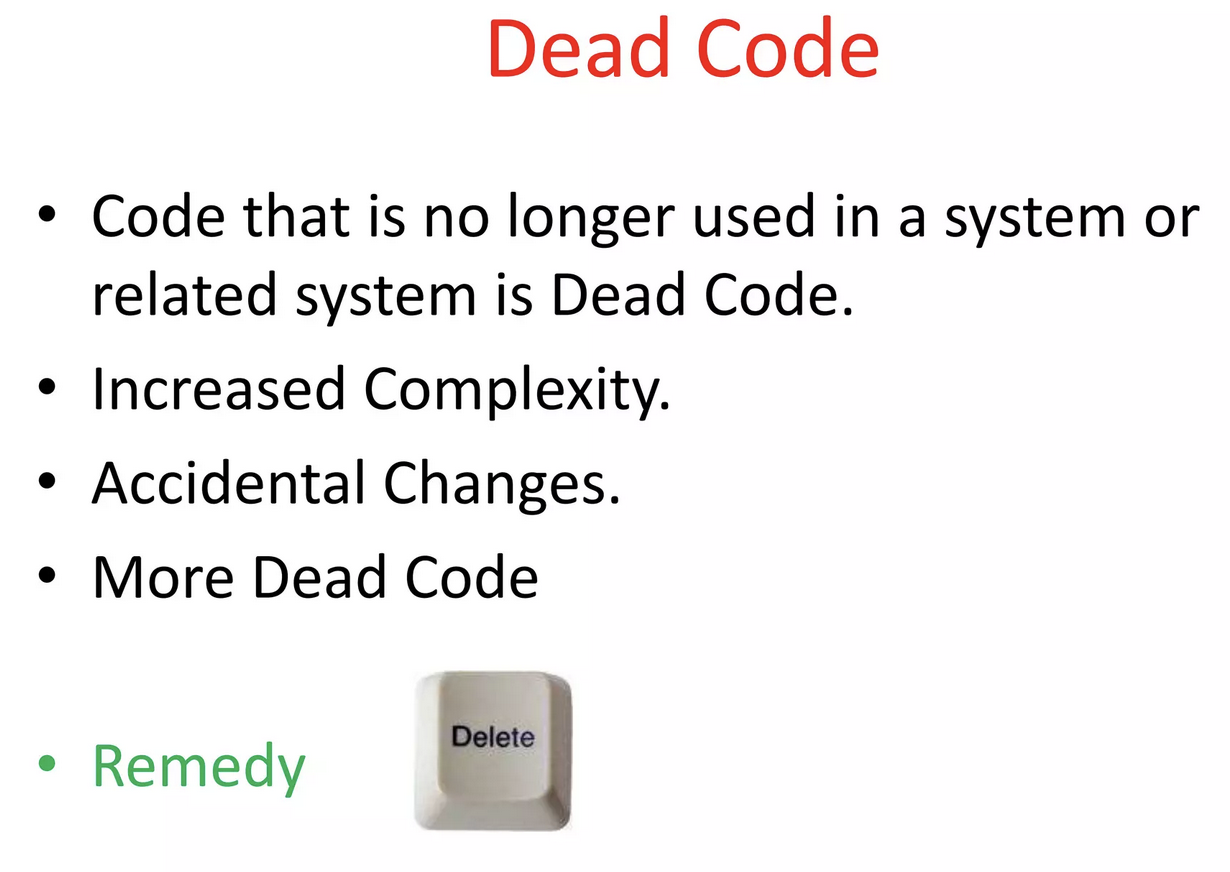 Dead Code
• Code that is no longer used in a system or
related system is Dead Code.
• Increased Complexity.
• Accidental Changes.
• More Dead Code
Delete
• Remedy